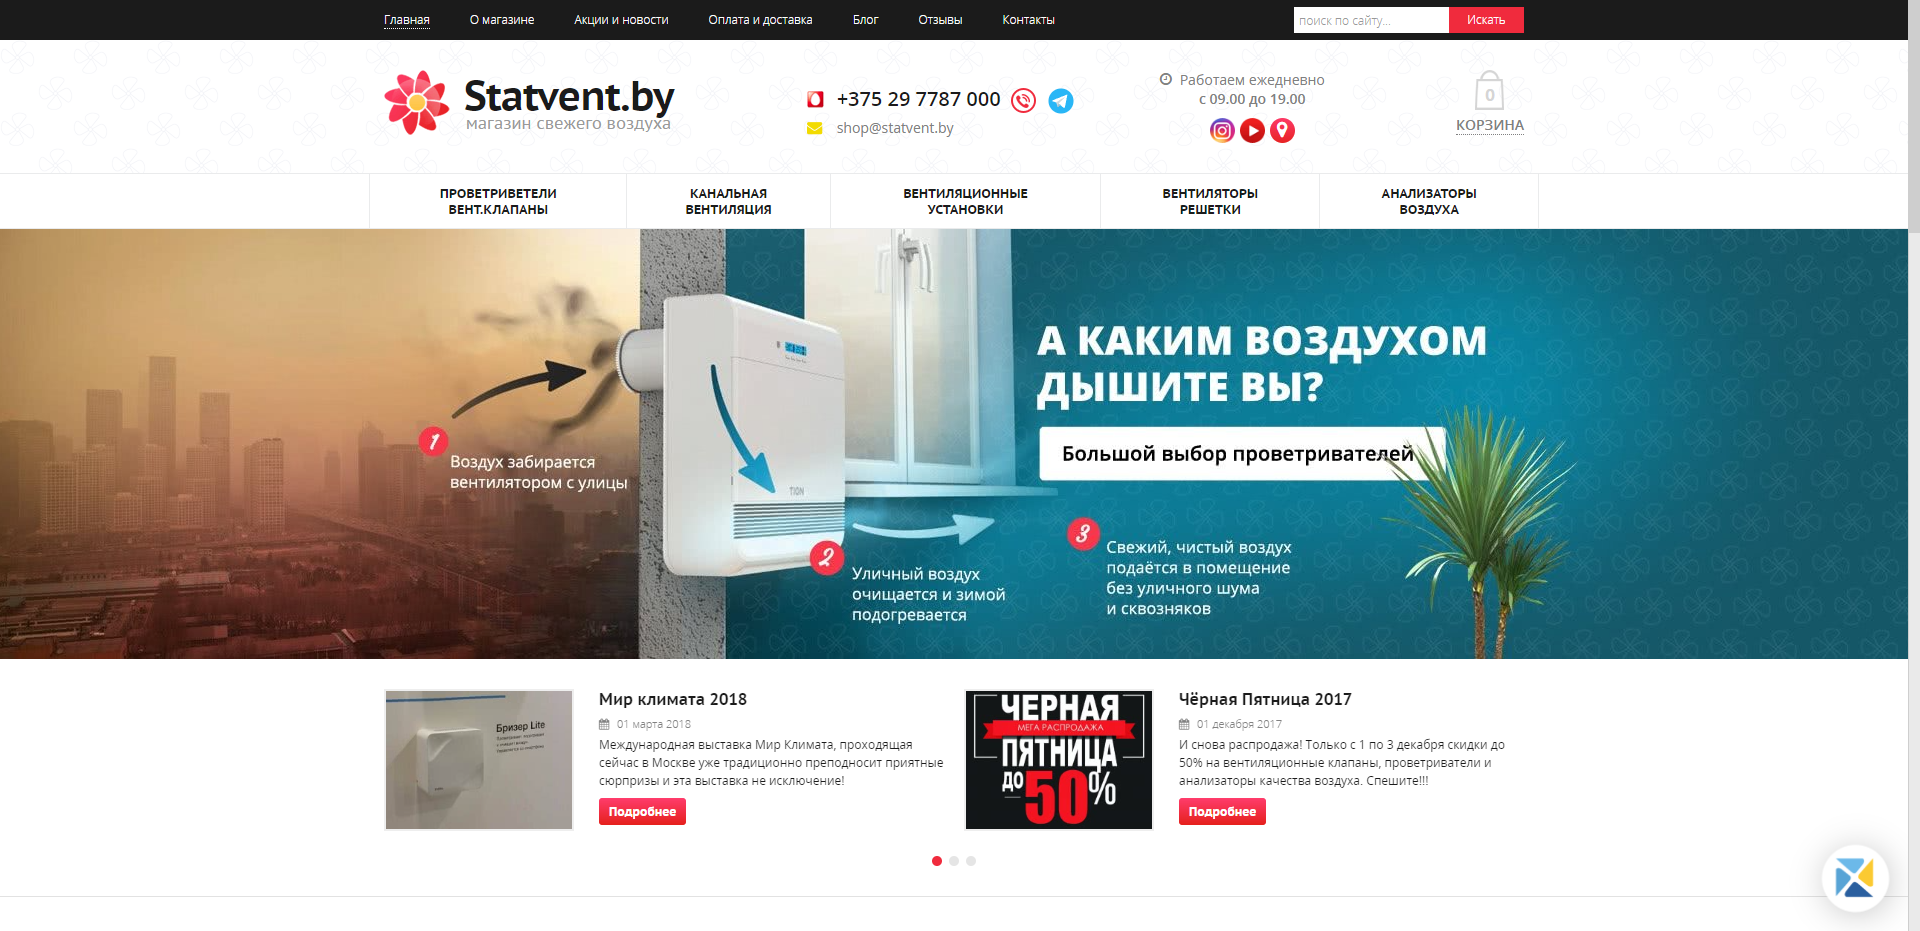 Главная О магазине Акции и новости Оплата и доставка Блог Отзывы Контакты поиск по сайту... Искать
Statvent.by
магазин свежего воздуха
+375 29 7787 000
shop@statvent.by
Работаем ежедневно
с 09.00 до 19.00
0
КОРЗИНА
ПРОВЕТРИВЕТЕЛИ
ВЕНТ.КЛАПАНЫ
КАНАЛЬНАЯ
ВЕНТИЛЯЦИЯ
ВЕНТИЛЯЦИОННЫЕ
УСТАНОВКИ
ВЕНТИЛЯТОРЫ
РЕШЕТКИ
АНАЛИЗАТОРЫ
ВОЗДУХА
1
Воздух забирается
вентилятором с улицы
TION
2
Уличный воздух
очищается и зимой
подогревается
А КАКИМ ВОЗДУХОМ
ДЫШИТЕ ВЫ?
Большой выбор проветривателей
3
Свежий, чистый воздух
подаётся в помещение
без уличного шума
и сквозняков
Бризер Lite
Мир климата 2018
01 марта 2018
Международная выставка Мир Климата, проходящая
сейчас в Москве уже традиционно преподносит приятные
сюрпризы и эта выставка не исключение!
Подробнее
ЧЕРНАЯ
МЕГА РАСПРОДАЖА
ПЯТНИЦА
ДО 50%
Чёрная Пятница 2017
01 декабря 2017
И снова распродажа! Только с 1 по 3 декабря скидки до
50% на вентиляционные клапаны, проветриватели и
анализаторы качества воздуха. Спешите!!!
Подробнее